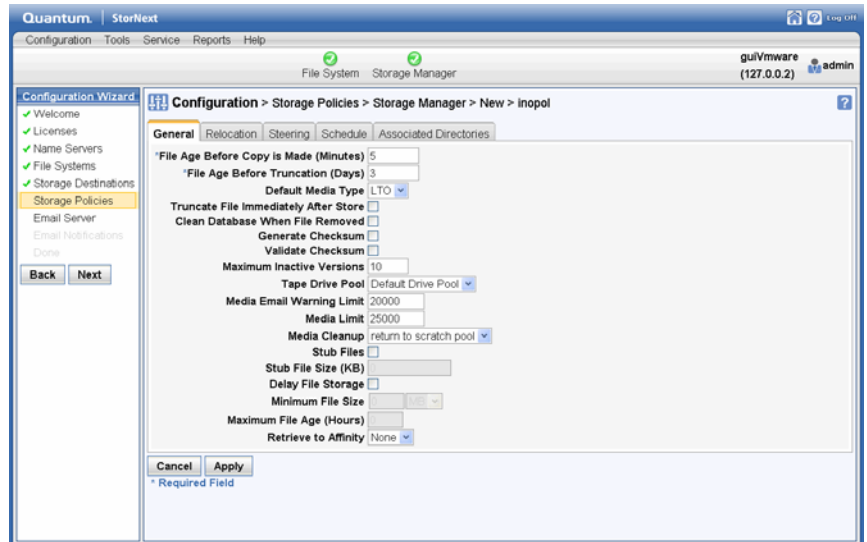 Quantum. StorNext Log Off
Configuration Tools Service Reports Help
File System Storage Manager
guiVmware
(127.0.0.2)
admin
Configuration Wizard
Welcome
Licenses
Name Servers
File Systems
Storage Destinations
Storage Policies
Email Server
Email Notifications
Done
Back Next
Configuration > Storage Policies > Storage Manager > New > inopol ?
General Relocation Steering Schedule Associated Directories
*File Age Before Copy is Made (Minutes) 5
*File Age Before Truncation (Days) 3
Default Media Type LTO
Truncate File Immediately After Store
Clean Database When File Removed
Generate Checksum
Validate Checksum
Maximum Inactive Versions 10
Tape Drive Pool Default Drive Pool
Media Email Warning Limit 20000
Media Limit 25000
Media Cleanup return to scratch pool
Stub Files
Stub File Size (KB) 0
Delay File Storage
Minimum File Size 0 MB
Maximum File Age (Hours) 0
Retrieve to Affinity None
Cancel Apply
* Required Field